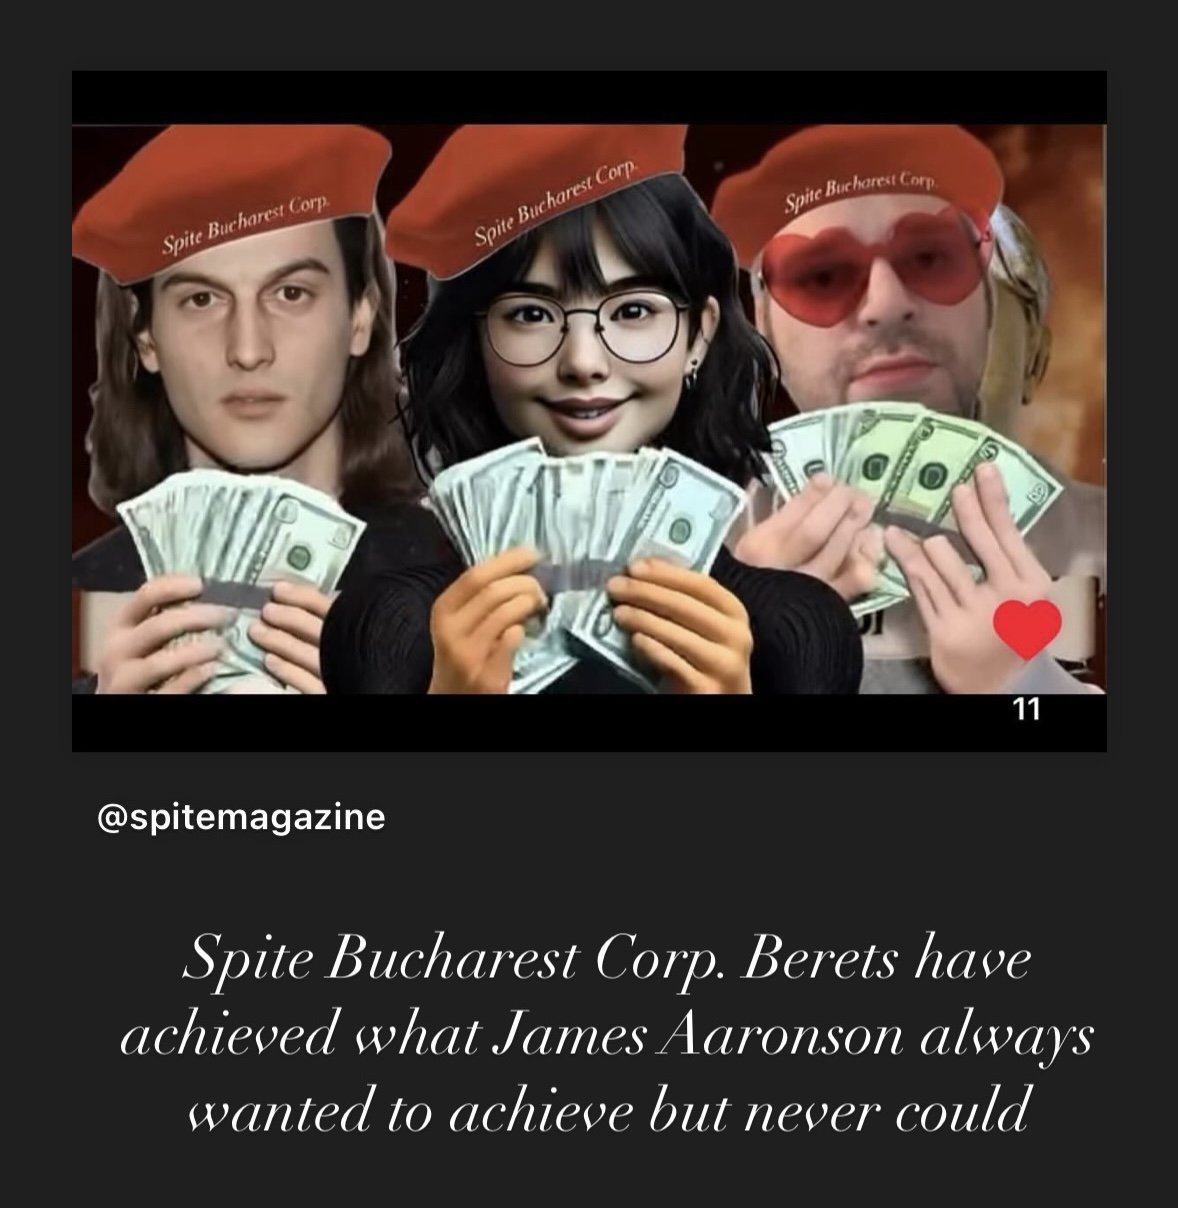 Spite Bucharest Corp.
Spite Bucharest Corp.
Spite Bucharest Corp.
11
@spitemagazine
Spite Bucharest Corp. Berets have
achieved what James Aaronson always
wanted to achieve but never could